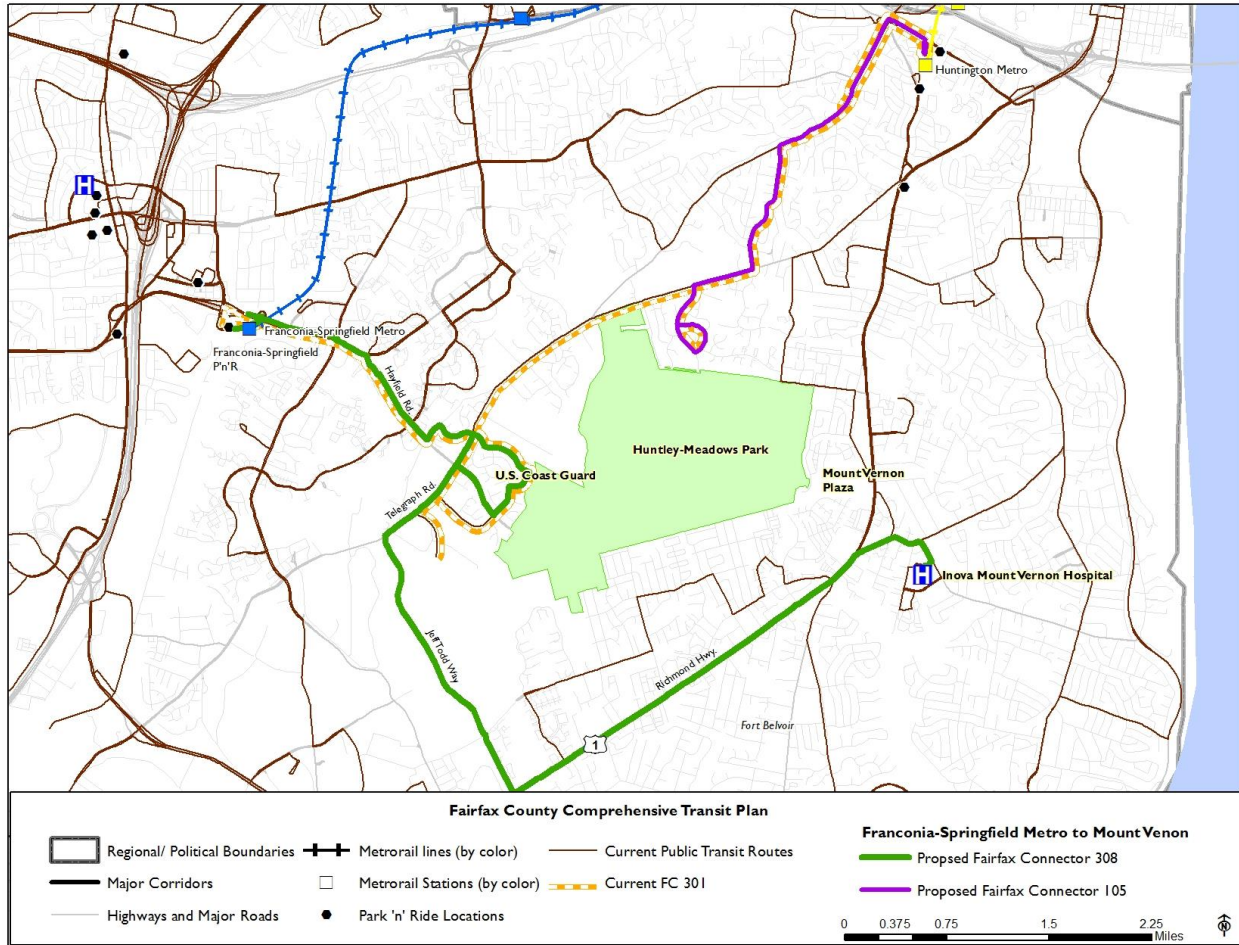 Huntington Metro
Franconia-Springfield Metro
Franconia-Springfield
P'n'R
Hayfield Rd.
Huntley-Meadows Park
U.S. Coast Guard
Mount Vernon
Plaza
Telegraph Rd.
Inova Mount Vernon Hospital
Jeff Todd Way
Richmond Hwy.
Fort Belvoir
1
H
H
Fairfax County Comprehensive Transit Plan
Regional/ Political Boundaries
Major Corridors
Highways and Major Roads
Metrorail lines (by color)
Metrorail Stations (by color)
Park 'n' Ride Locations
Current Public Transit Routes
Current FC 301
Franconia-Springfield Metro to Mount Venon
Propsed Fairfax Connector 308
Proposed Fairfax Connector 105
0 0.375 0.75 1.5 2.25
Miles
N